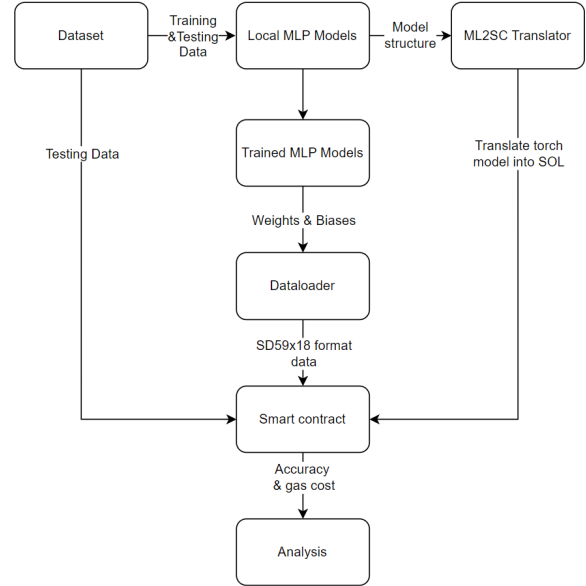 Dataset
Training
&Testing
Data
Local MLP Models
Model
structure
ML2SC Translator
Testing Data
Trained MLP Models
Translate torch
model into SOL
Weights & Biases
Dataloader
SD59x18 format
data
Smart contract
Accuracy
& gas cost
Analysis